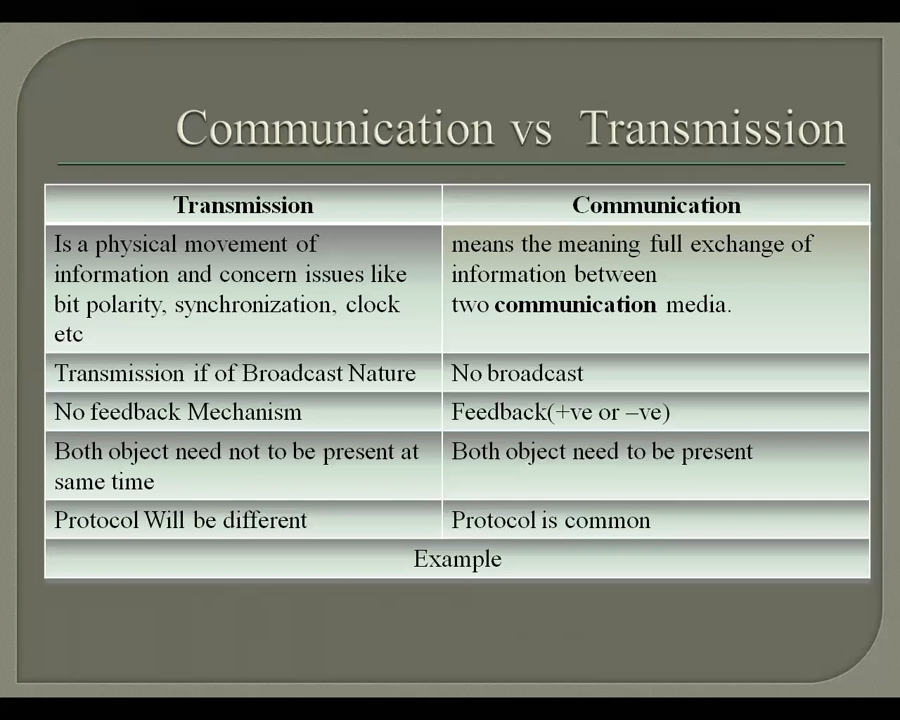 Communication vs Transmission
Transmission
Communication
Is a physical movement of
information and concern issues like
bit polarity, synchronization, clock
etc
means the meaning full exchange of
information between
two communication media.
Transmission if of Broadcast Nature
No broadcast
No feedback Mechanism
Feedback(+ve or –ve)
Both object need not to be present at
same time
Both object need to be present
Protocol Will be different
Protocol is common
Example